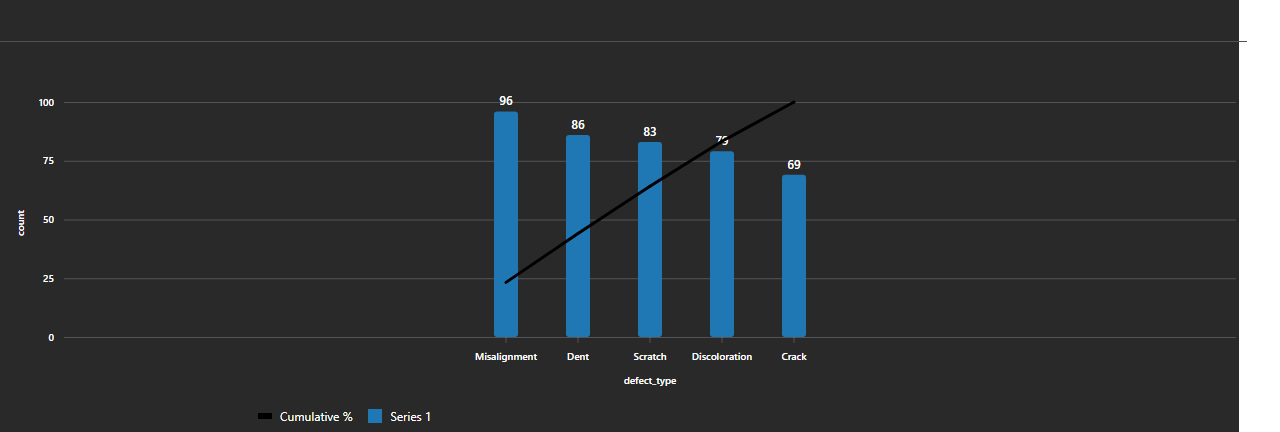 100
75
50
25
0
count
96
86
83
79
69
Misalignment Dent Scratch Discoloration Crack
defect_type
Cumulative % Series 1